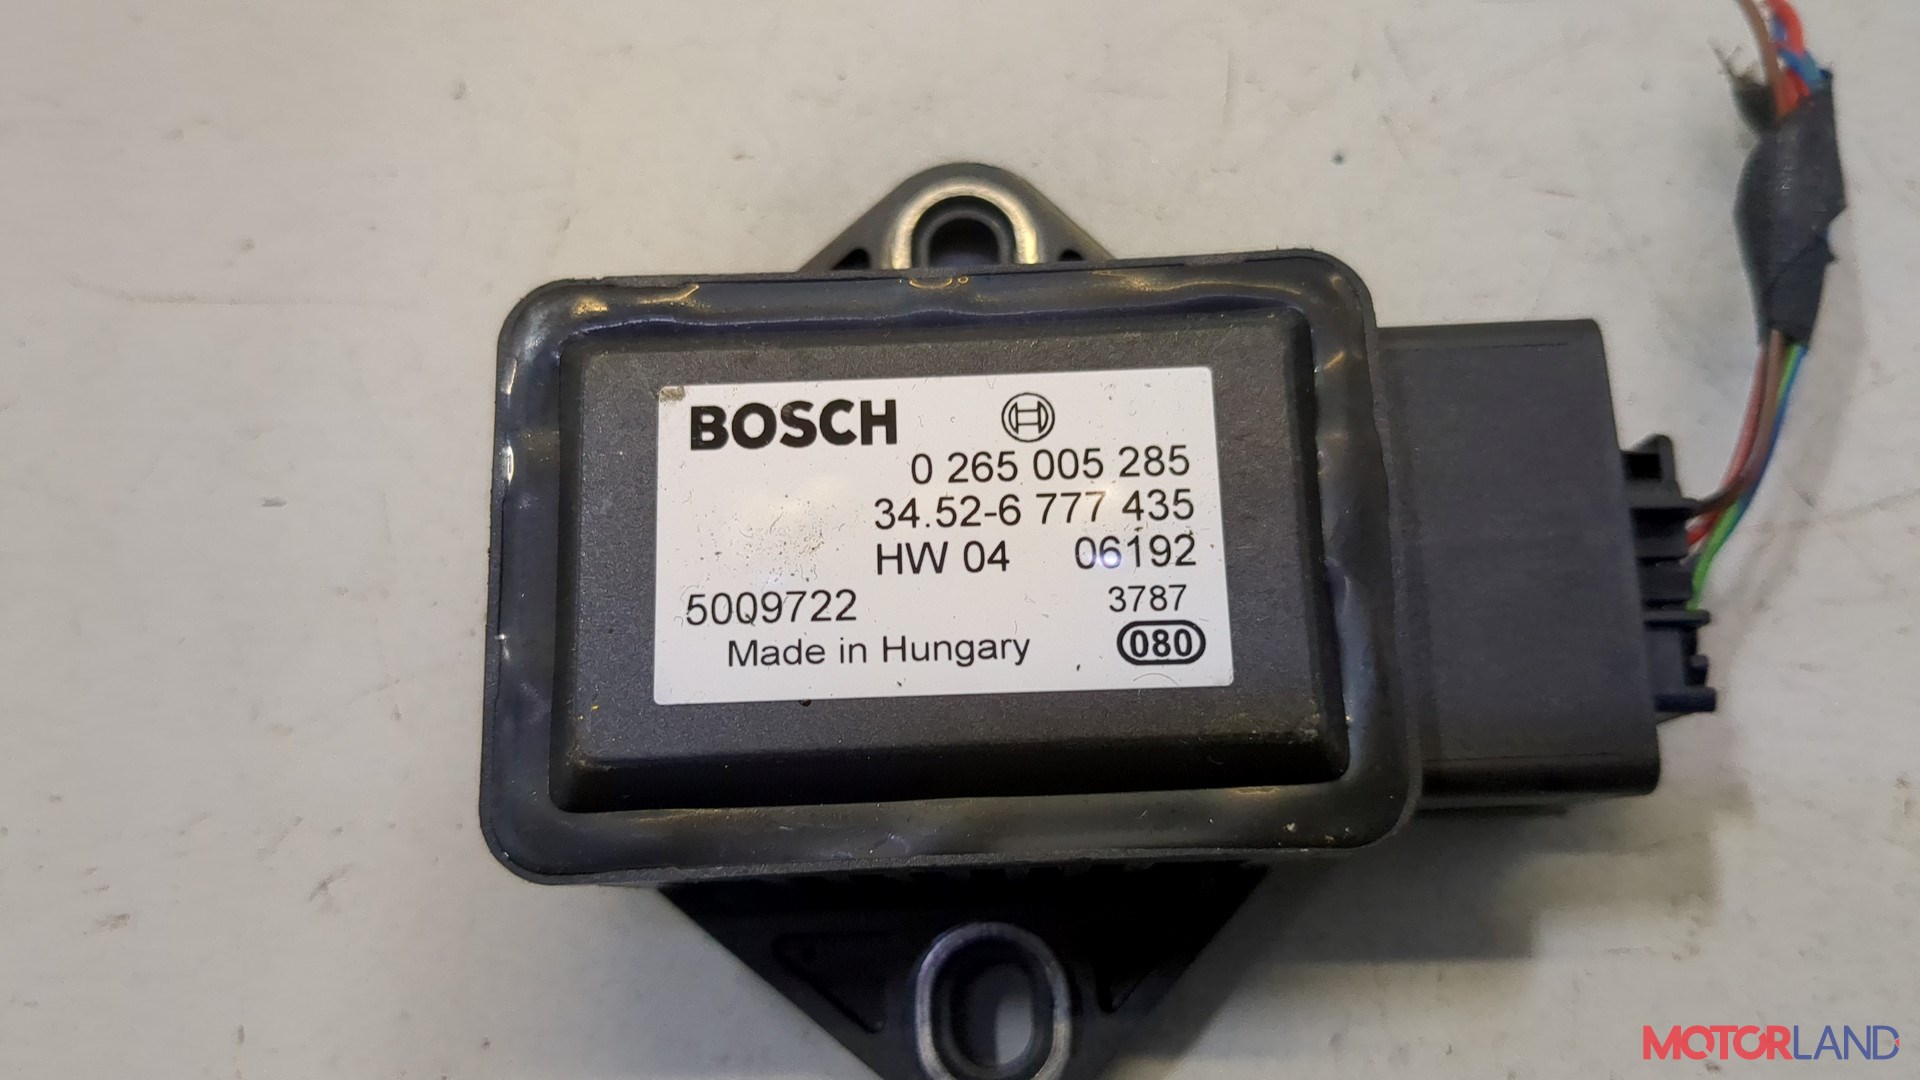 BOSCH
0 265 005 285
34.52-6 777 435
HW 04 06192
5009722 3787
Made in Hungary 080
MOTORLAND